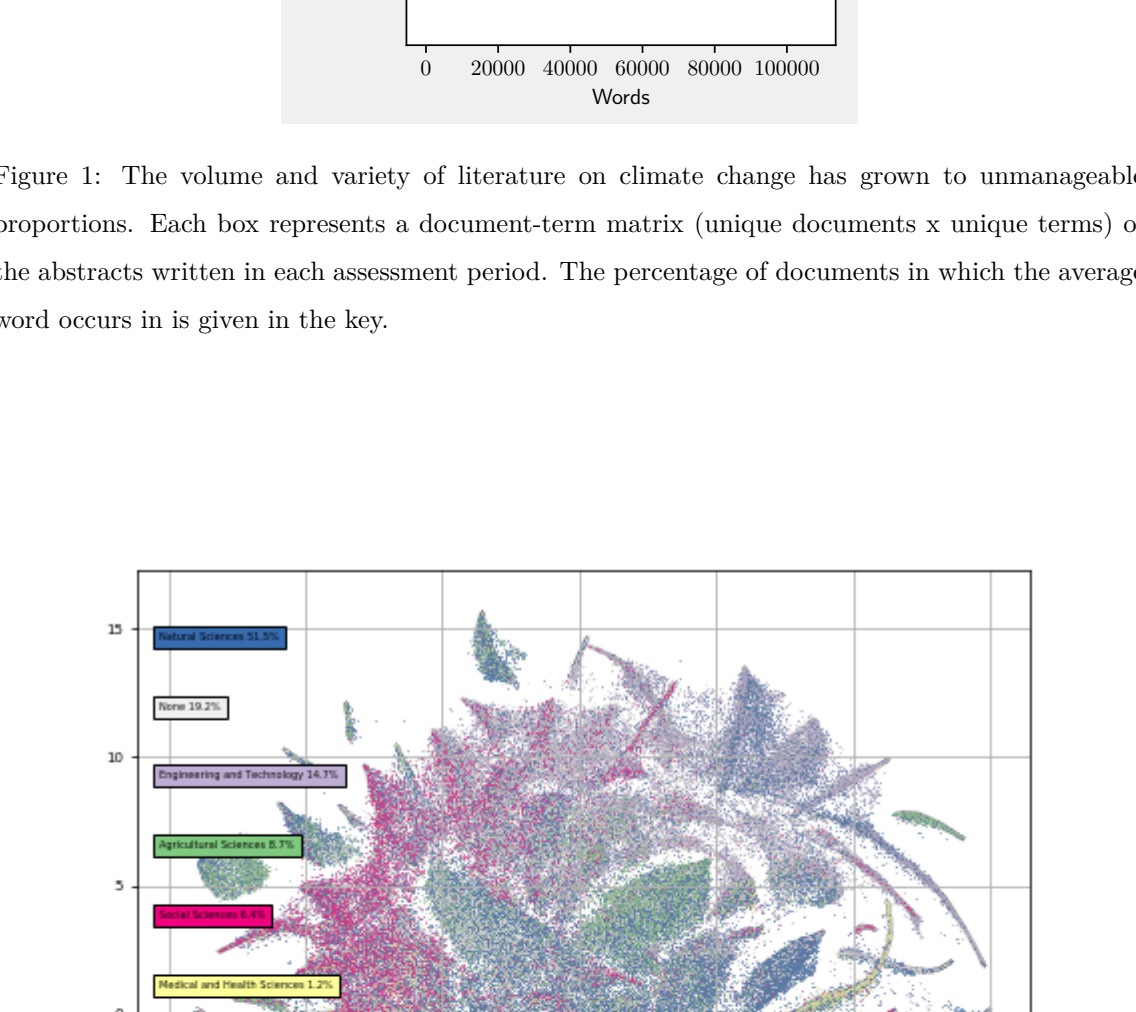 0 20000 40000 60000 80000 100000
Words
Figure 1: The volume and variety of literature on climate change has grown to unmanageable
proportions. Each box represents a document-term matrix (unique documents x unique terms) o
the abstracts written in each assessment period. The percentage of documents in which the average
word occurs in is given in the key.
15
Natural Sciences 51.5%
None 19.2%
10
Engineering and Technology 14.7%
Agricultural Sciences 8.7%
5
Social Sciences 6.4%
Medical and Health Sciences 1.2%